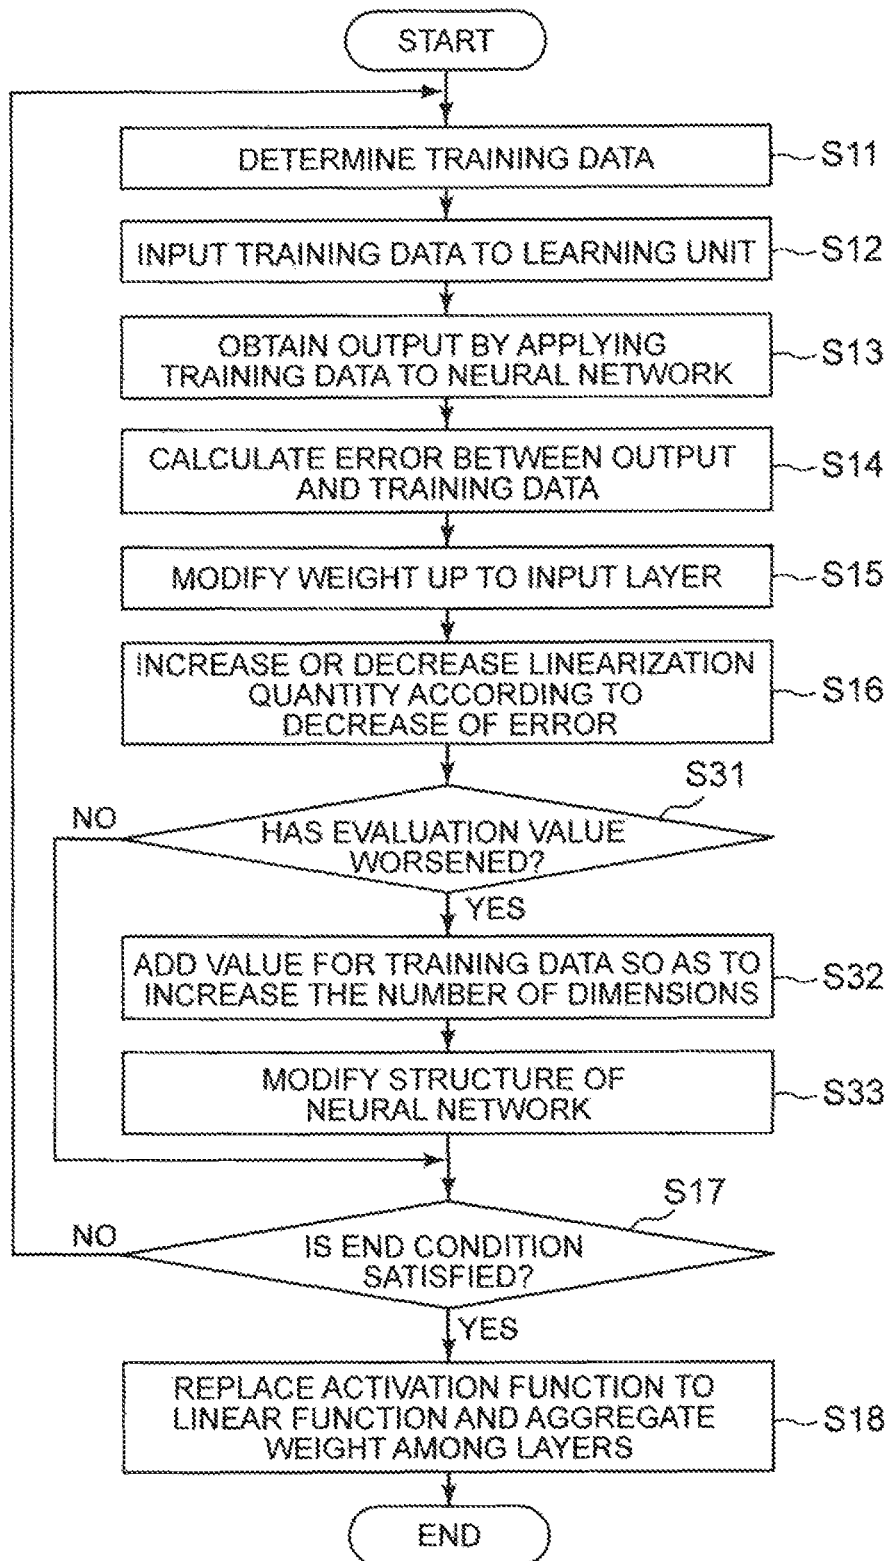 START
DETERMINE TRAINING DATA
S11
INPUT TRAINING DATA TO LEARNING UNIT
S12
OBTAIN OUTPUT BY APPLYING
TRAINING DATA TO NEURAL NETWORK
S13
CALCULATE ERROR BETWEEN OUTPUT
AND TRAINING DATA
S14
MODIFY WEIGHT UP TO INPUT LAYER
S15
INCREASE OR DECREASE LINEARIZATION
QUANTITY ACCORDING TO
DECREASE OF ERROR
S16
S31
NO
HAS EVALUATION VALUE
WORSENED?
YES
ADD VALUE FOR TRAINING DATA SO AS TO
INCREASE THE NUMBER OF DIMENSIONS
S32
MODIFY STRUCTURE OF
NEURAL NETWORK
S33
S17
NO
IS END CONDITION
SATISFIED?
YES
REPLACE ACTIVATION FUNCTION TO
LINEAR FUNCTION AND AGGREGATE
WEIGHT AMONG LAYERS
S18
END